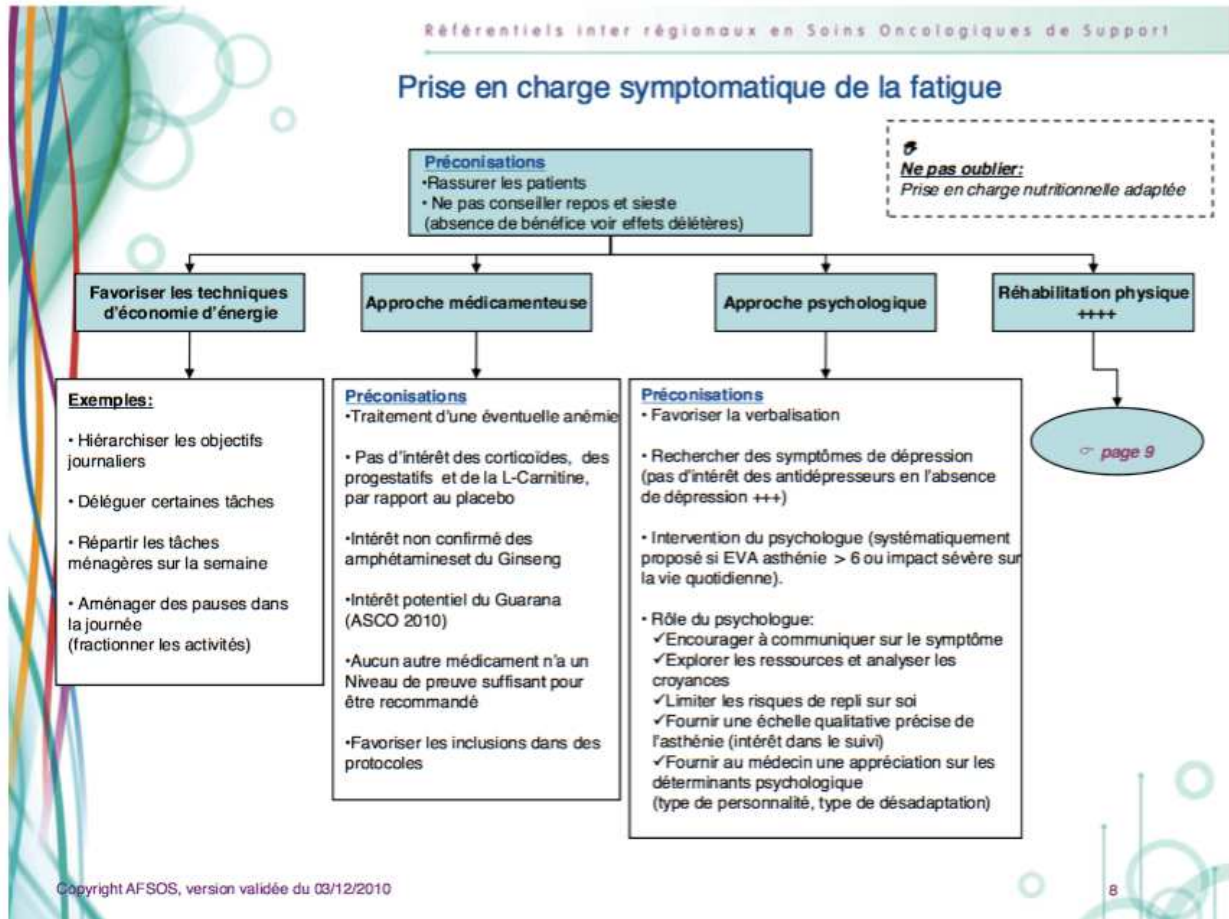 Référentiels inter régionaux en Soins Oncologiques de Support
Prise en charge symptomatique de la fatigue
Ne pas oublier:
Prise en charge nutritionnelle adaptée
Préconisations
•Rassurer les patients
• Ne pas conseiller repos et sieste
(absence de bénéfice voir effets délétères)
Favoriser les techniques
d'économie d'énergie
Approche médicamenteuse
Approche psychologique
Réhabilitation physique
++++
Exemples:
• Hiérarchiser les objectifs
journaliers
• Déléguer certaines tâches
• Répartir les tâches
ménagères sur la semaine
• Aménager des pauses dans
la journée
(fractionner les activités)
Préconisations
•Traitement d'une éventuelle anémie
• Pas d'intérêt des corticoïdes, des
progestatifs et de la L-Carnitine,
par rapport au placebo
•Intérêt non confirmé des
amphétamineset du Ginseng
•Intérêt potentiel du Guarana
(ASCO 2010)
•Aucun autre médicament n'a un
Niveau de preuve suffisant pour
être recommandé
•Favoriser les inclusions dans des
protocoles
Préconisations
• Favoriser la verbalisation
• Rechercher des symptômes de dépression
(pas d'intérêt des antidépresseurs en l'absence
de dépression +++)
• Intervention du psychologue (systématiquement
proposé si EVA asthénie > 6 ou impact sévère sur
la vie quotidienne).
• Rôle du psychologue:
✓Encourager à communiquer sur le symptôme
✓Explorer les ressources et analyser les
croyances
✓Limiter les risques de repli sur soi
✓Fournir une échelle qualitative précise de
l'asthénie (intérêt dans le suivi)
✓Fournir au médecin une appréciation sur les
déterminants psychologique
(type de personnalité, type de désadaptation)
☞ page 9
Copyright AFSOS, version validée du 03/12/2010
8